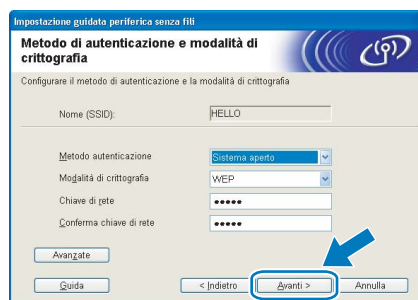 Impostazione guidata periferica senza fili
Metodo di autenticazione e modalità di
crittografia
Configurare il metodo di autenticazione e la modalità di crittografia
Nome (SSID): HELLO
Metodo autenticazione Sistema aperto
Modalità di crittografia WEP
Chiave di rete •••••
Conferma chiave di rete •••••
Avanzate
Guida < Indietro Avanti > Annulla